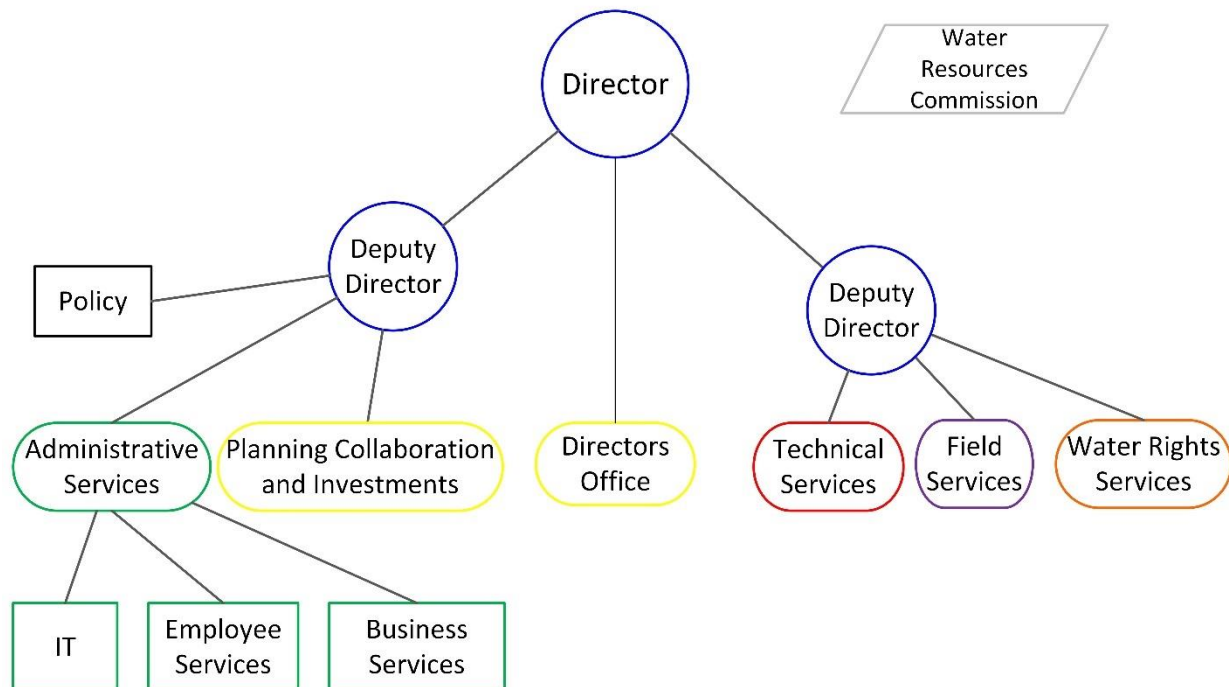 Director
Water
Resources
Commission
Deputy
Director
Policy
Deputy
Director
Administrative
Services
Planning Collaboration
and Investments
Directors
Office
Technical
Services
Field
Services
Water Rights
Services
IT
Employee
Services
Business
Services